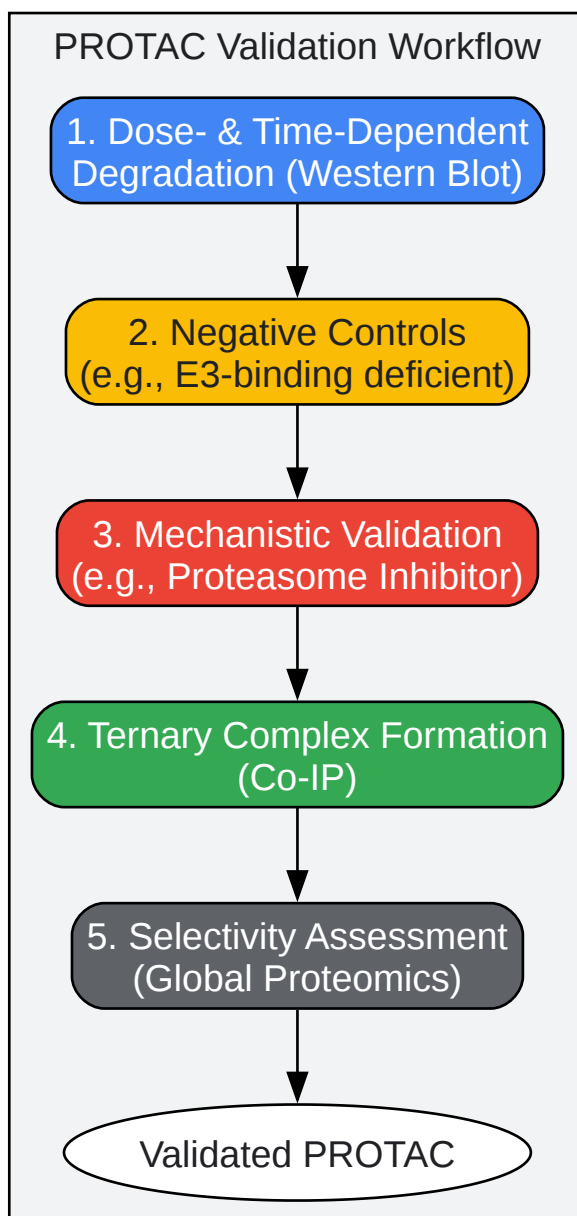 PROTAC Validation Workflow
1. Dose- & Time-Dependent
Degradation (Western Blot)
2. Negative Controls
(e.g., E3-binding deficient)
3. Mechanistic Validation
(e.g., Proteasome Inhibitor)
4. Ternary Complex Formation
(Co-IP)
5. Selectivity Assessment
(Global Proteomics)
Validated PROTAC